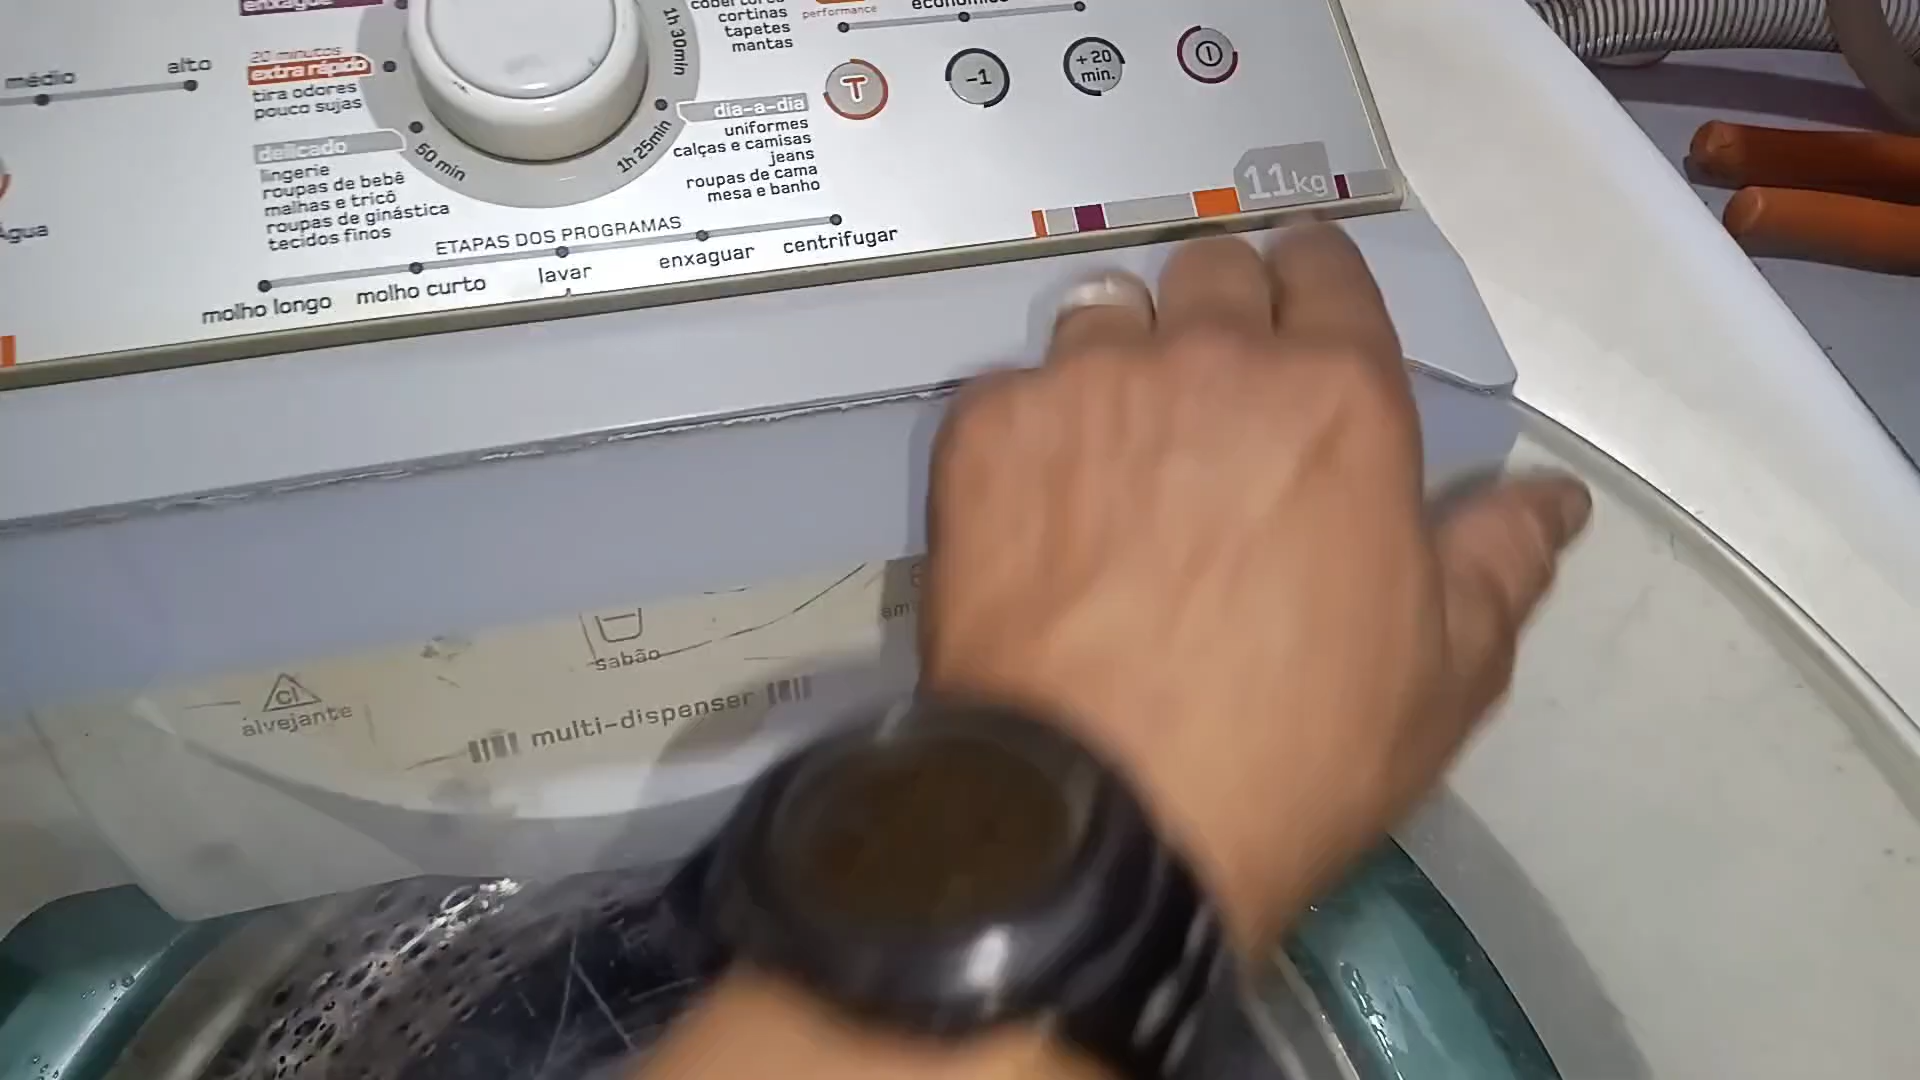 enxágue
médio
alto
20 minutos
extra rápido
tira odores
pouco sujas
delicado
lingerie
roupas de bebê
malhas e tricô
roupas de ginástica
tecidos finos
50 min
1h 25min
1h 30min
cortinas
tapetes
mantas
dia-a-dia
uniformes
calças e camisas
jeans
roupas de cama
mesa e banho
performance
T
-1
+20
min.
11kg
ETAPAS DOS PROGRAMAS
molho longo
molho curto
lavar
enxaguar
centrifugar
Cl
alvejante
sabão
multi-dispenser